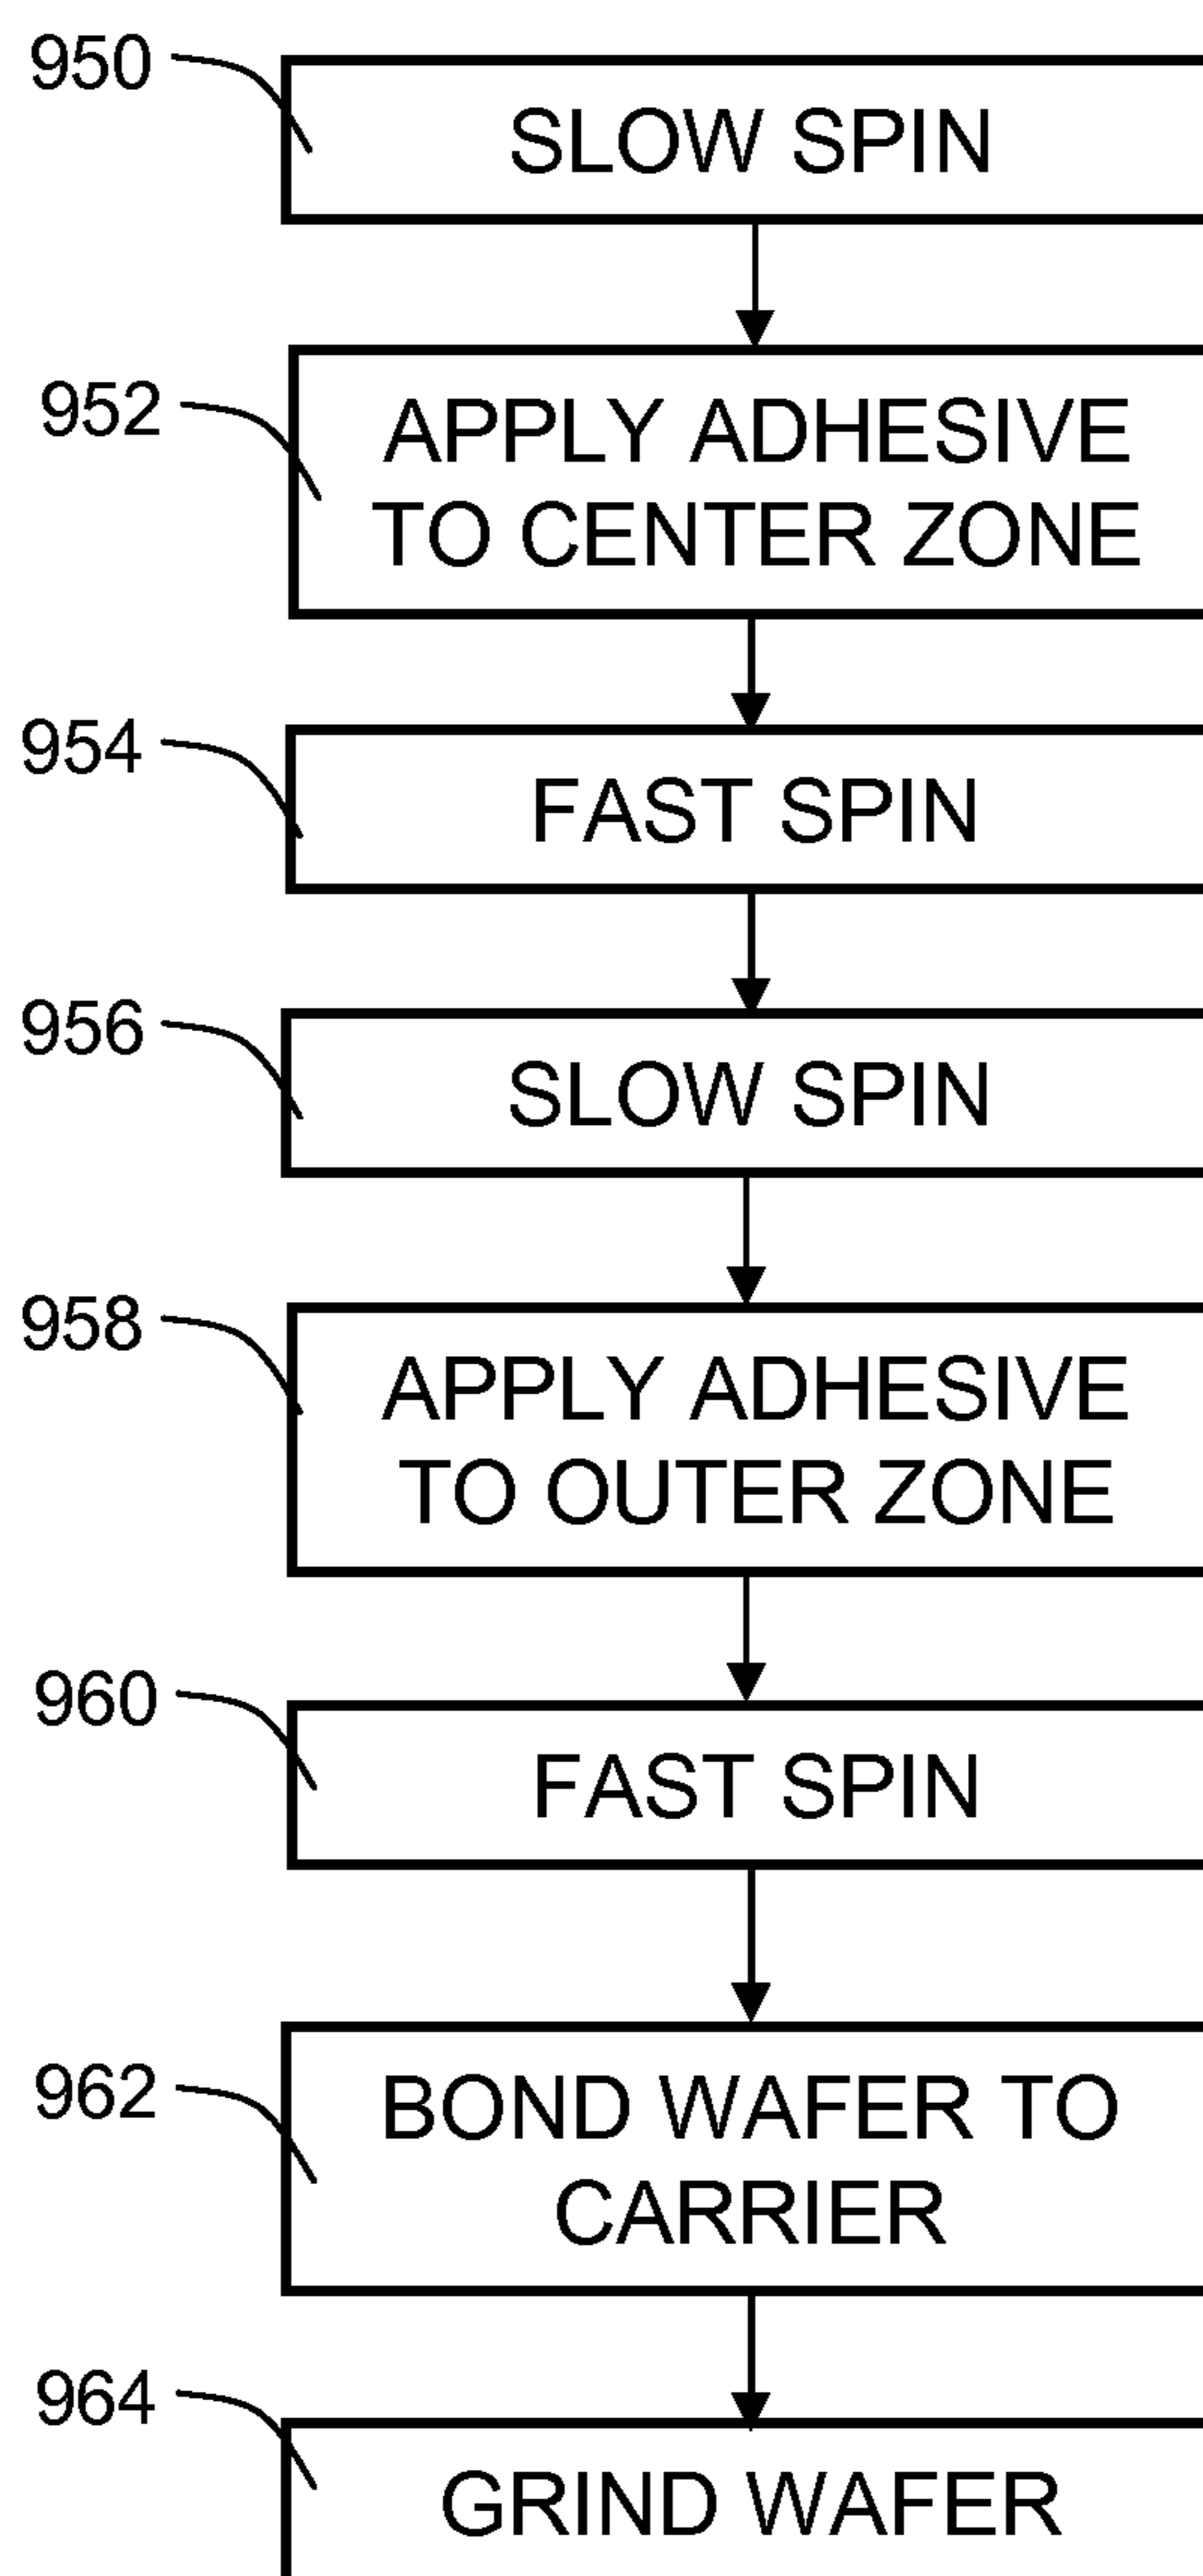 950
SLOW SPIN
952
APPLY ADHESIVE
TO CENTER ZONE
954
FAST SPIN
956
SLOW SPIN
958
APPLY ADHESIVE
TO OUTER ZONE
960
FAST SPIN
962
BOND WAFER TO
CARRIER
964
GRIND WAFER